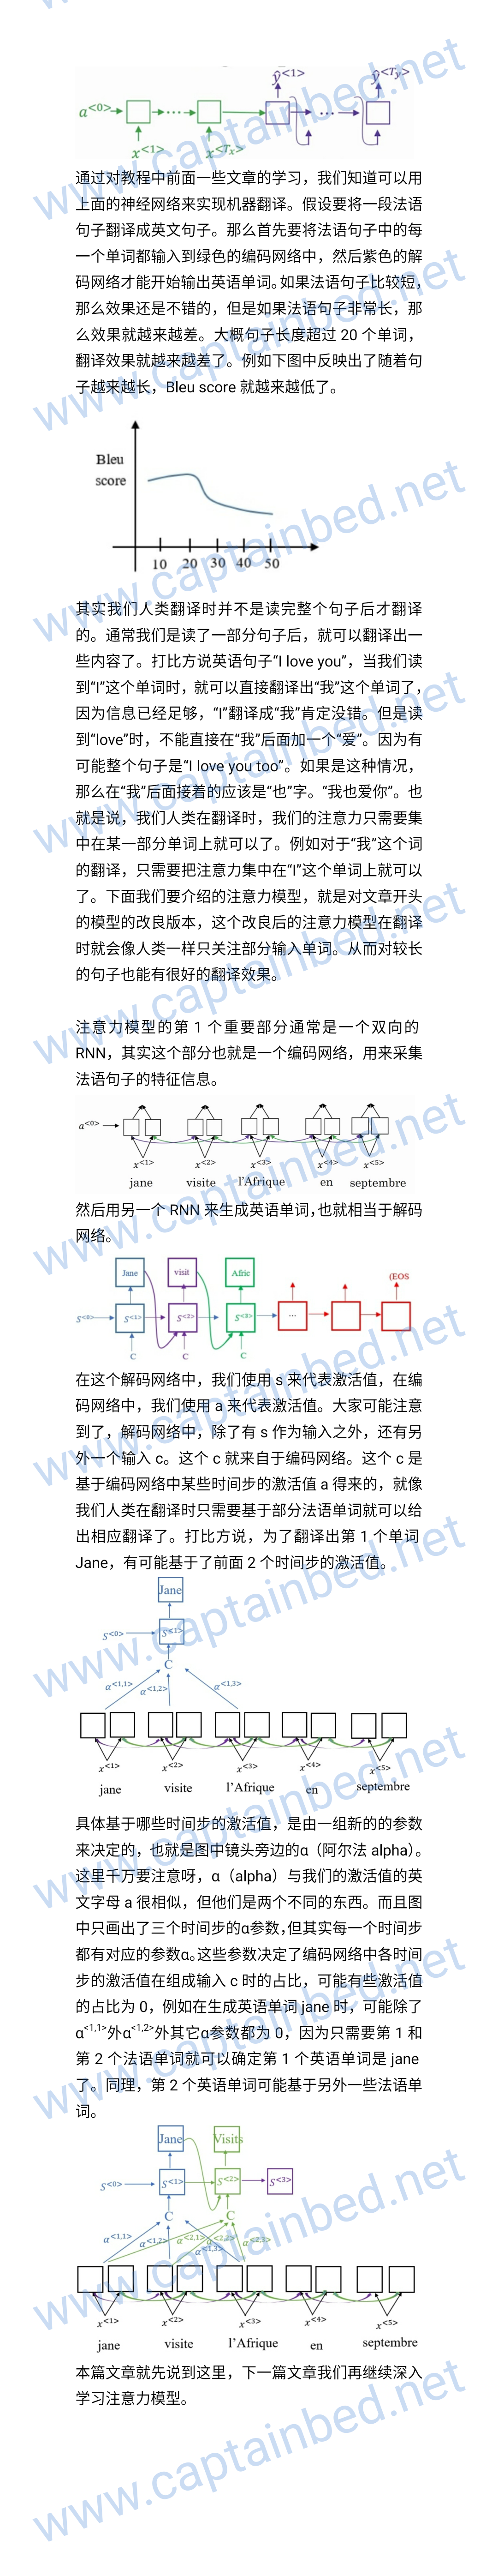 ŷ<1> ŷ<Ty>
a<0>
x<1> x<Tx>
通过对教程中前面一些文章的学习，我们知道可以用
上面的神经网络来实现机器翻译。假设要将一段法语
句子翻译成英文句子。那么首先要将法语句子中的每
一个单词都输入到绿色的编码网络中，然后紫色的解
码网络才能开始输出英语单词。如果法语句子比较短，
那么效果还是不错的，但是如果法语句子非常长，那
么效果就越来越差。大概句子长度超过 20 个单词，
翻译效果就越来越差了。例如下图中反映出了随着句
子越来越长，Bleu score 就越来越低了。
Bleu
score
10 20 30 40 50
其实我们人类翻译时并不是读完整个句子后才翻译
的。通常我们是读了一部分句子后，就可以翻译出一
些内容了。打比方说英语句子“I love you”，当我们读
到“I”这个单词时，就可以直接翻译出“我”这个单词了，
因为信息已经足够，“I”翻译成“我”肯定没错。但是读
到“love”时，不能直接在“我”后面加一个“爱”。因为有
可能整个句子是“I love you too”。如果是这种情况，
那么在“我”后面接着的应该是“也”字。“我也爱你”。也
就是说，我们人类在翻译时，我们的注意力只需要集
中在某一部分单词上就可以了。例如对于“我”这个词
的翻译，只需要把注意力集中在“I”这个单词上就可以
了。下面我们要介绍的注意力模型，就是对文章开头
的模型的改良版本，这个改良后的注意力模型在翻译
时就会像人类一样只关注部分输入单词。从而对较长
的句子也能有很好的翻译效果。
注意力模型的第 1 个重要部分通常是一个双向的
RNN，其实这个部分也就是一个编码网络，用来采集
法语句子的特征信息。
a<0>
x<1> x<2> x<3> x<4> x<5>
jane visite l'Afrique en septembre
然后用另一个 RNN 来生成英语单词，也就相当于解码
网络。
Jane visit Afric (EOS
S<0> S<1> S<2> S<3> ...
C C C
在这个解码网络中，我们使用 s 来代表激活值，在编
码网络中，我们使用 a 来代表激活值。大家可能注意
到了，解码网络中，除了有 s 作为输入之外，还有另
外一个输入 c。这个 c 就来自于编码网络。这个 c 是
基于编码网络中某些时间步的激活值 a 得来的，就像
我们人类在翻译时只需要基于部分法语单词就可以给
出相应翻译了。打比方说，为了翻译出第 1 个单词
Jane，有可能基于了前面 2 个时间步的激活值。
Jane
S<0> S<1>
C
α<1,1> α<1,2> α<1,3>
x<1> x<2> x<3> x<4> x<5>
jane visite l'Afrique en septembre
具体基于哪些时间步的激活值，是由一组新的的参数
来决定的，也就是图中镜头旁边的α（阿尔法 alpha）。
这里千万要注意呀，α（alpha）与我们的激活值的英
文字母 a 很相似，但他们是两个不同的东西。而且图
中只画出了三个时间步的α参数，但其实每一个时间步
都有对应的参数α。这些参数决定了编码网络中各时间
步的激活值在组成输入 c 时的占比，可能有些激活值
的占比为 0，例如在生成英语单词 jane 时，可能除了
α<1,1>外α<1,2>外其它α参数都为 0，因为只需要第 1 和
第 2 个法语单词就可以确定第 1 个英语单词是 jane
了。同理，第 2 个英语单词可能基于另外一些法语单
词。
Jane Visits
S<0> S<1> S<2> S<3>
C C
α<1,1> α<1,2> α<2,1> α<2,2> α<1,3> α<2,3>
x<1> x<2> x<3> x<4> x<5>
jane visite l'Afrique en septembre
本篇文章就先说到这里，下一篇文章我们再继续深入
学习注意力模型。
www.captainbed.net
www.captainbed.net
www.captainbed.net
www.captainbed.net
www.captainbed.net
www.captainbed.net
www.captainbed.net
www.captainbed.net
www.captainbed.net
www.captainbed.net
www.captainbed.net
www.captainbed.net